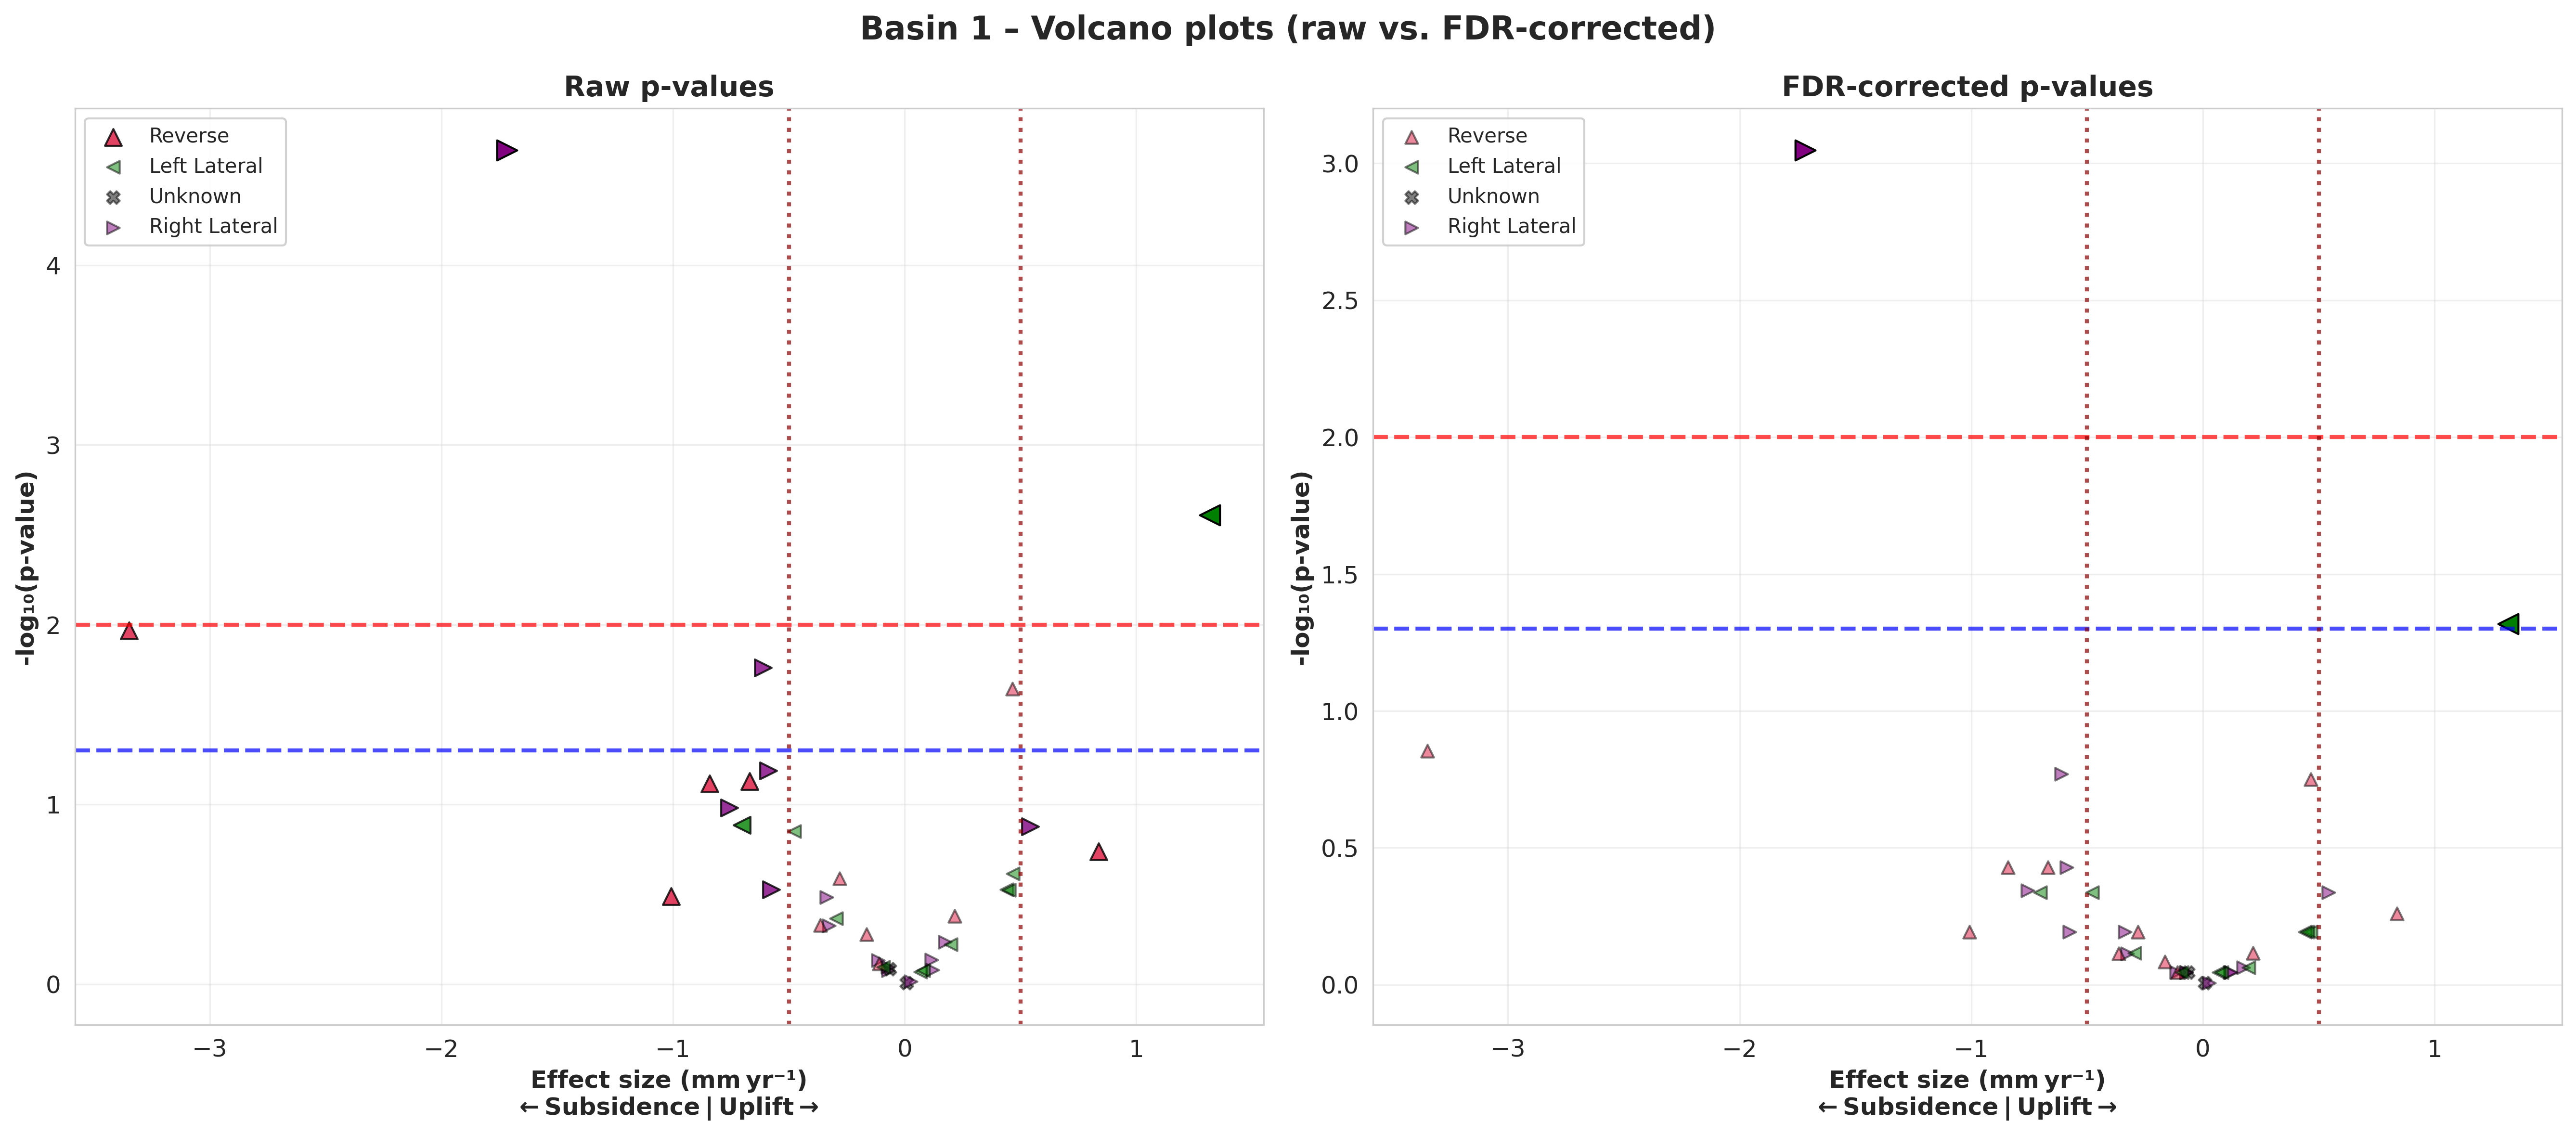 Basin 1 – Volcano plots (raw vs. FDR-corrected)
Raw p-values
Reverse
Left Lateral
Unknown
Right Lateral
4
3
2
1
0
-log₁₀(p-value)
−3
−2
−1
0
1
Effect size (mm yr⁻¹)
← Subsidence | Uplift →
FDR-corrected p-values
Reverse
Left Lateral
Unknown
Right Lateral
3.0
2.5
2.0
1.5
1.0
0.5
0.0
-log₁₀(p-value)
−3
−2
−1
0
1
Effect size (mm yr⁻¹)
← Subsidence | Uplift →